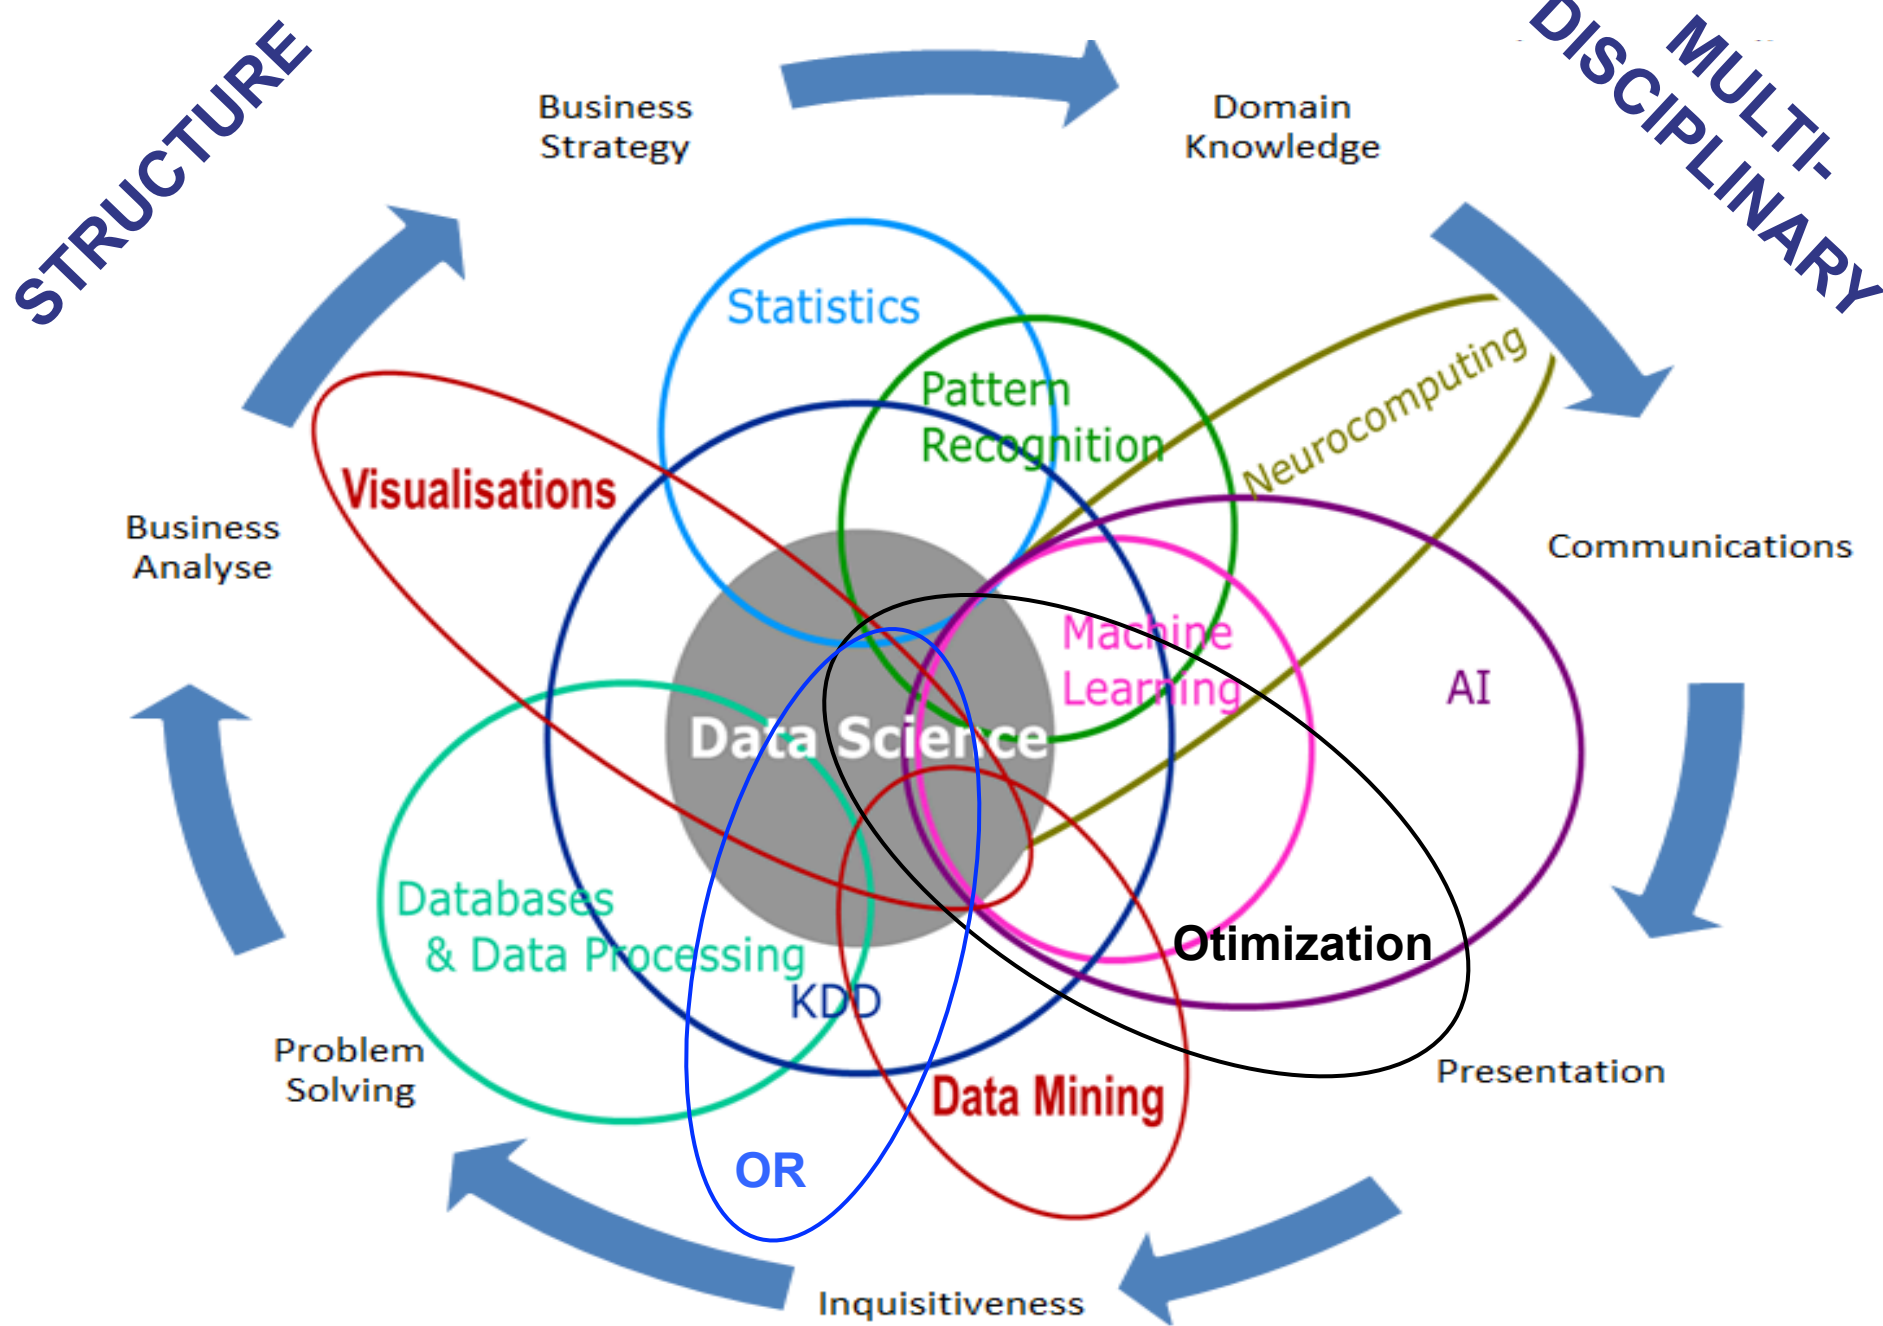 STRUCTURE
MULTI-
DISCIPLINARY
Business
Strategy
Domain
Knowledge
Statistics
Pattern
Recognition
Neurocomputing
Visualisations
Business
Analyse
Communications
Machine
Learning
AI
Data Science
Databases
& Data Processing
KDD
Otimization
Problem
Solving
Presentation
Data Mining
OR
Inquisitiveness